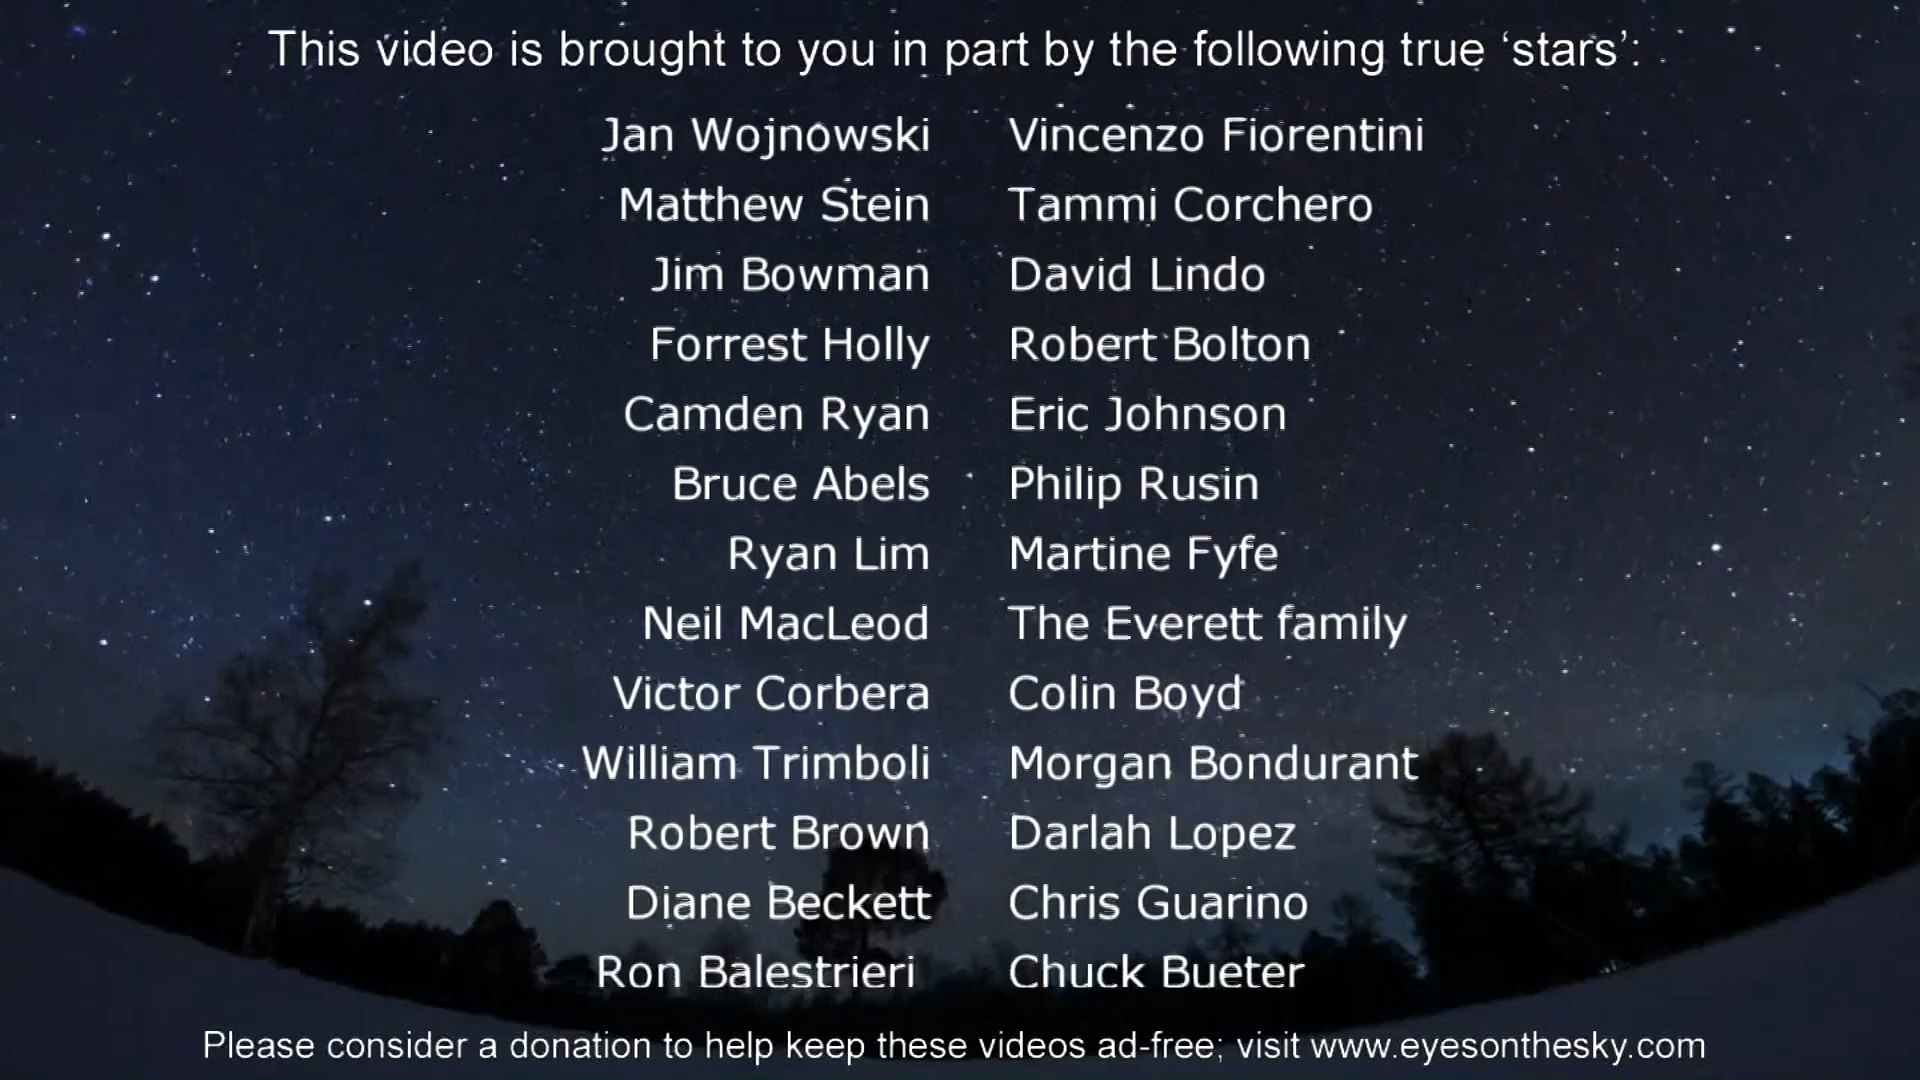 This video is brought to you in part by the following true ‘stars’:
Jan Wojnowski Vincenzo Fiorentini
Matthew Stein Tammi Corchero
Jim Bowman David Lindo
Forrest Holly Robert Bolton
Camden Ryan Eric Johnson
Bruce Abels Philip Rusin
Ryan Lim Martine Fyfe
Neil MacLeod The Everett family
Victor Corbera Colin Boyd
William Trimboli Morgan Bondurant
Robert Brown Darlah Lopez
Diane Beckett Chris Guarino
Ron Balestrieri Chuck Bueter
Please consider a donation to help keep these videos ad-free; visit www.eyesonthesky.com